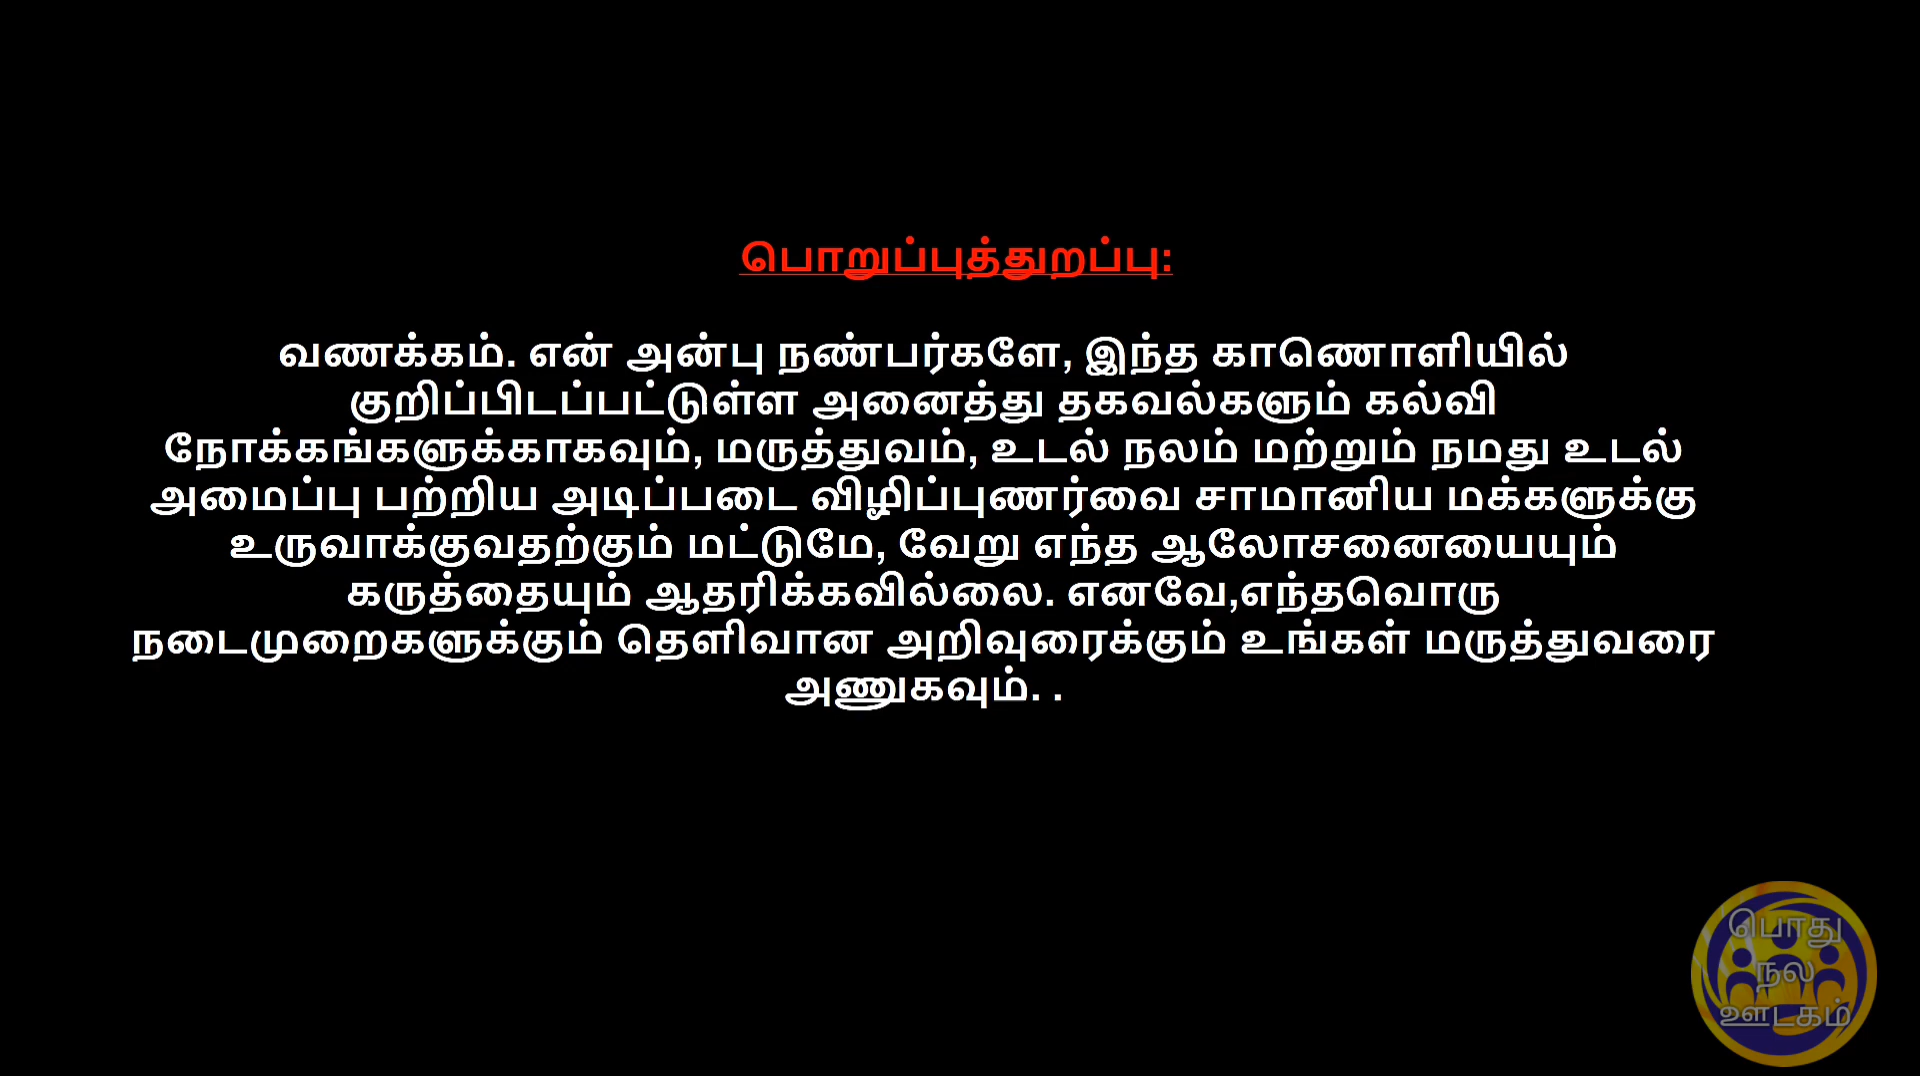 பொறுப்புத்துறப்பு:
வணக்கம். என் அன்பு நண்பர்களே, இந்த காணொளியில்
குறிப்பிடப்பட்டுள்ள அனைத்து தகவல்களும் கல்வி
நோக்கங்களுக்காகவும், மருத்துவம், உடல் நலம் மற்றும் நமது உடல்
அமைப்பு பற்றிய அடிப்படை விழிப்புணர்வை சாமானிய மக்களுக்கு
உருவாக்குவதற்கும் மட்டுமே, வேறு எந்த ஆலோசனையையும்
கருத்தையும் ஆதரிக்கவில்லை. எனவே,எந்தவொரு
நடைமுறைகளுக்கும் தெளிவான அறிவுரைக்கும் உங்கள் மருத்துவரை
அணுகவும். .
பொது
நல
ஊடகம்